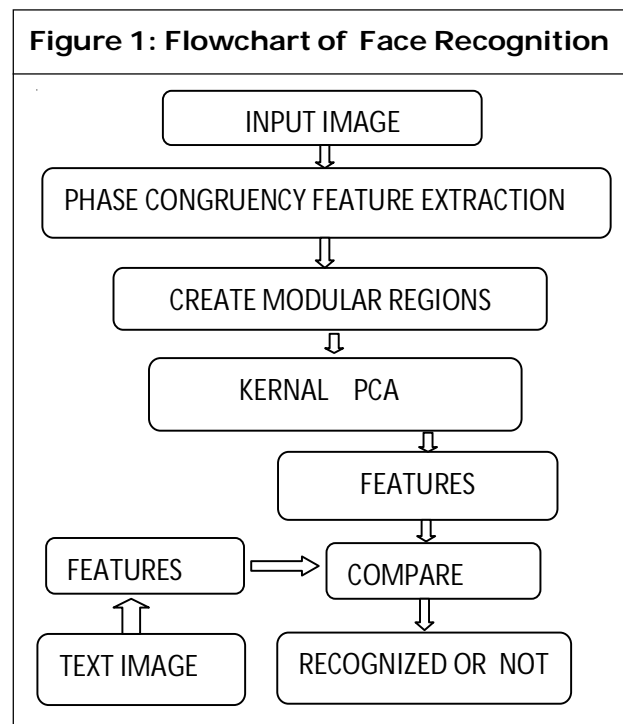 Figure 1: Flowchart of Face Recognition
INPUT IMAGE
PHASE CONGRUENCY FEATURE EXTRACTION
CREATE MODULAR REGIONS
KERNAL PCA
FEATURES
FEATURES
COMPARE
TEXT IMAGE
RECOGNIZED OR NOT